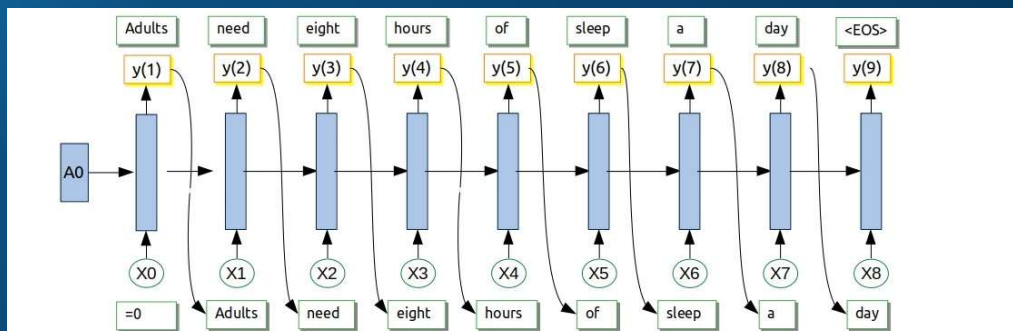 Adults need eight hours of sleep a day <EOS>
y(1) y(2) y(3) y(4) y(5) y(6) y(7) y(8) y(9)
A0
X0 X1 X2 X3 X4 X5 X6 X7 X8
=0 Adults need eight hours of sleep a day